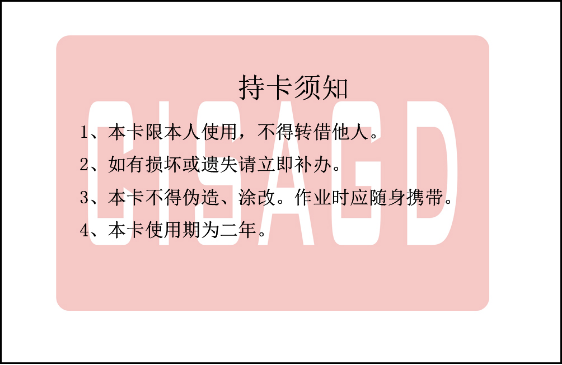 持卡须知
CISAGD
1、本卡限本人使用，不得转借他人。
2、如有损坏或遗失请立即补办。
3、本卡不得伪造、涂改。作业时应随身携带。
4、本卡使用期为二年。